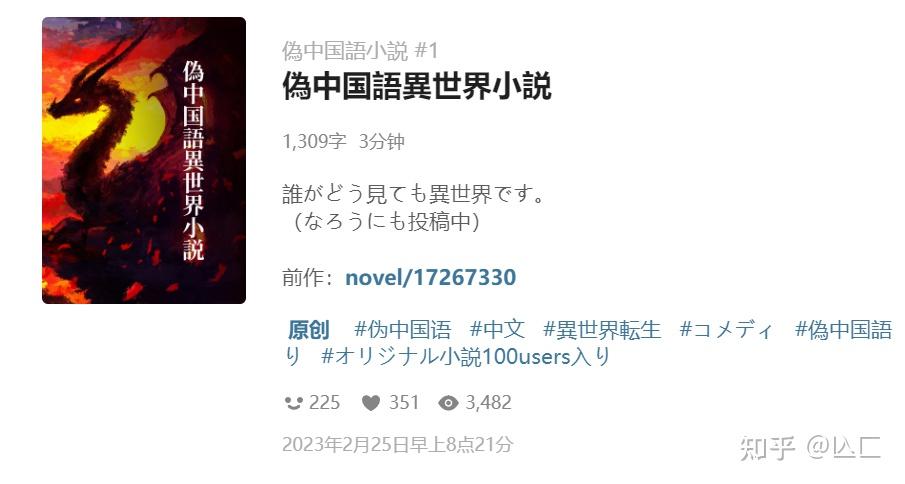 偽中国語異世界小説
偽中国語小説 #1
偽中国語異世界小説
1,309字 3分钟
誰がどう見ても異世界です。
（なろうにも投稿中）
前作：novel/17267330
原创 #伪中国语 #中文 #異世界転生 #コメディ #偽中国語
り #オリジナル小説100users入り
225 351 3,482
2023年2月25日早上8点21分
知乎